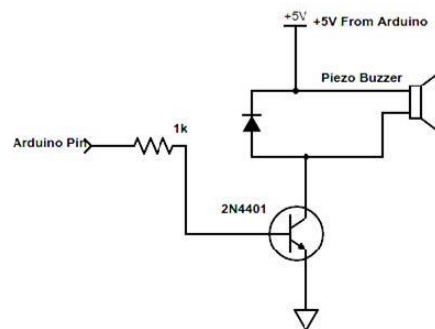 +5V
+5V From Arduino
Piezo Buzzer
1k
Arduino Pin
2N4401